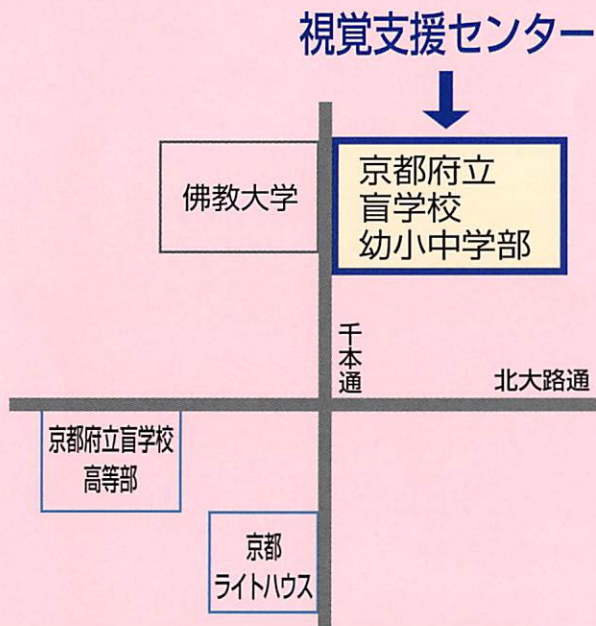 視覚支援センター
佛教大学
京都府立
盲学校
幼小中学部
千本通
北大路通
京都府立盲学校
高等部
京都
ライトハウス